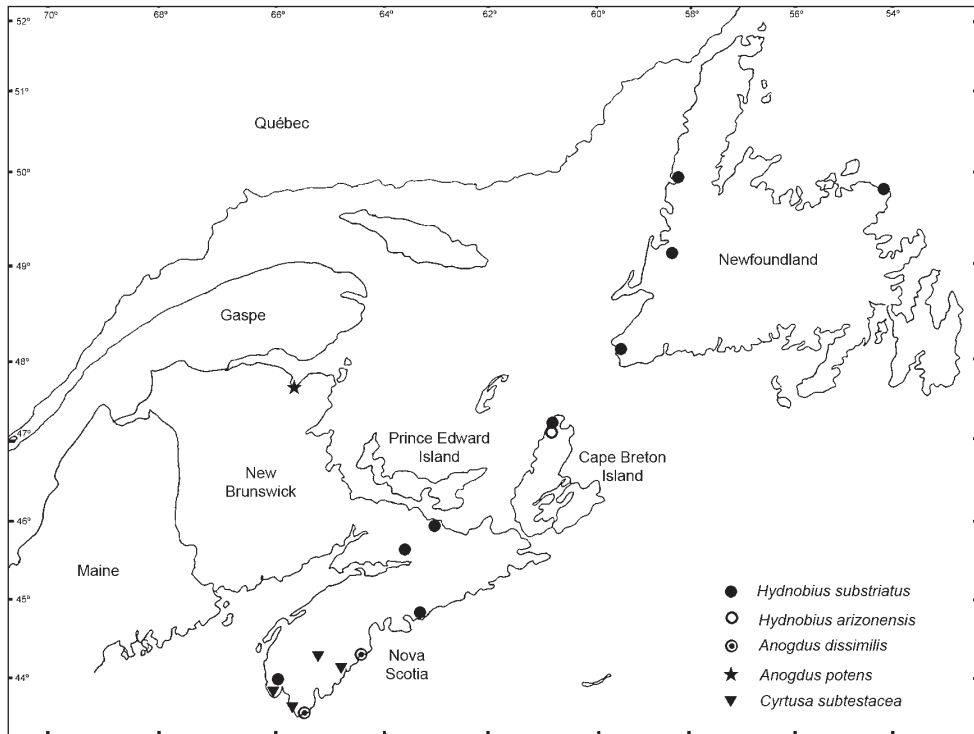 70° 66° 64° 62° 60° 58° 56° 54°
52°
51°
Québec
50°
49°
Newfoundland
Gaspe
48°
47°
Prince Edward
Island
Cape Breton
Island
New
Brunswick
46°
Maine
45°
Nova
Scotia
44°
Hydnobius substriatus
Hydnobius arizonensis
Anogdus dissimilis
Anogdus potens
Cyrtusa subtestacea